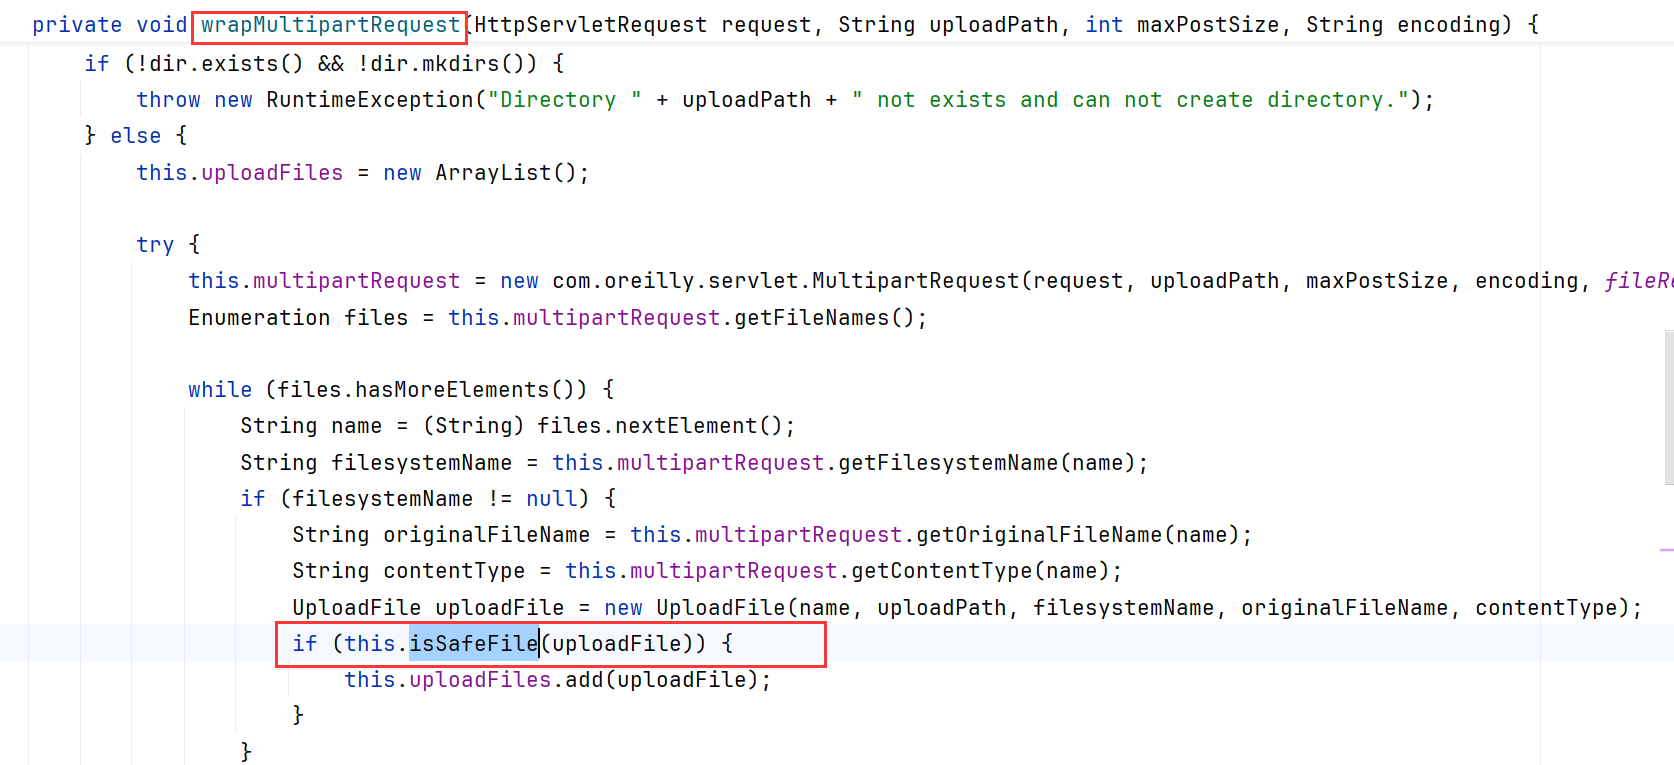 private void wrapMultipartRequest(HttpServletRequest request, String uploadPath, int maxPostSize, String encoding) {
if (!dir.exists() && !dir.mkdirs()) {
throw new RuntimeException("Directory " + uploadPath + " not exists and can not create directory.");
} else {
this.uploadFiles = new ArrayList();
try {
this.multipartRequest = new com.oreilly.servlet.MultipartRequest(request, uploadPath, maxPostSize, encoding, fileRe
Enumeration files = this.multipartRequest.getFileNames();
while (files.hasMoreElements()) {
String name = (String) files.nextElement();
String filesystemName = this.multipartRequest.getFilesystemName(name);
if (filesystemName != null) {
String originalFileName = this.multipartRequest.getOriginalFileName(name);
String contentType = this.multipartRequest.getContentType(name);
UploadFile uploadFile = new UploadFile(name, uploadPath, filesystemName, originalFileName, contentType);
if (this.isSafeFile(uploadFile)) {
this.uploadFiles.add(uploadFile);
}
}